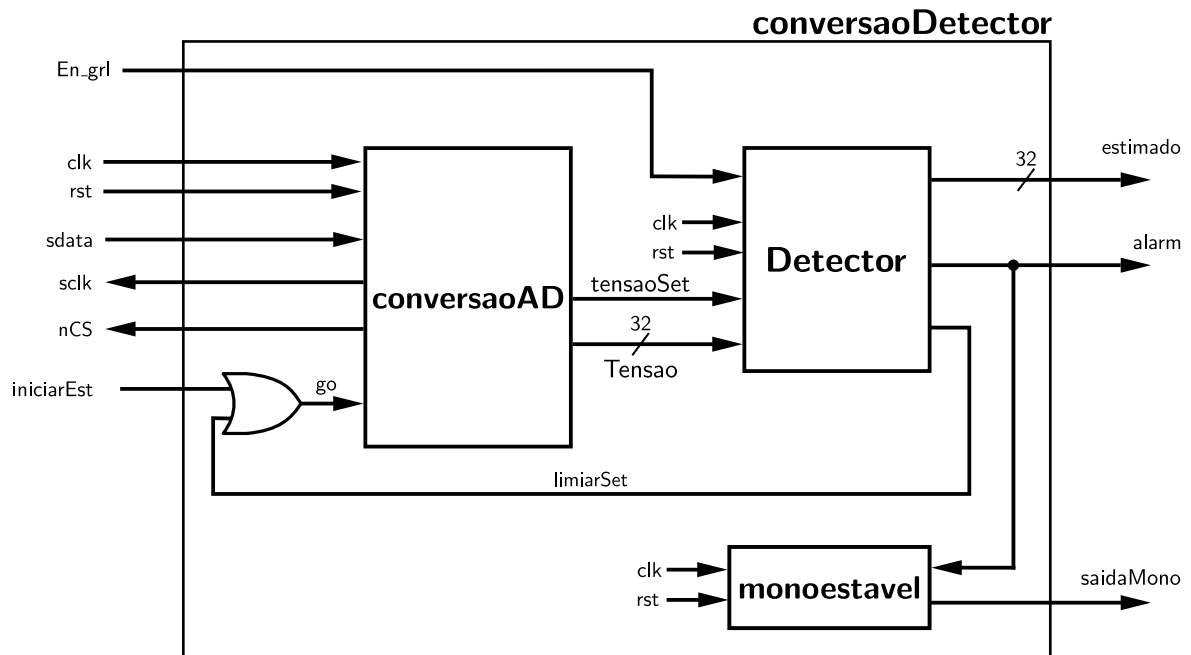 conversaoDetector
En_grl
clk
rst
sdata
sclk
nCS
iniciarEst
go
conversaoAD
tensaoSet
32
Tensao
clk
rst
Detector
32
estimado
alarm
limiarSet
clk
rst
monoestavel
saidaMono